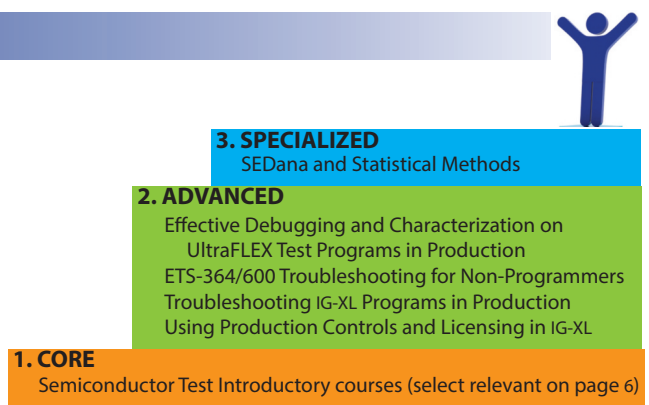 3. SPECIALIZED
SEDana and Statistical Methods
2. ADVANCED
Effective Debugging and Characterization on
UltraFLEX Test Programs in Production
ETS-364/600 Troubleshooting for Non-Programmers
Troubleshooting IG-XL Programs in Production
Using Production Controls and Licensing in IG-XL
1. CORE
Semiconductor Test Introductory courses (select relevant on page 6)